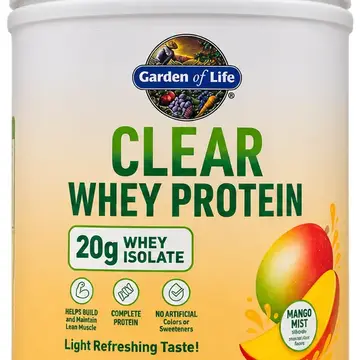 Garden of Life®
CLEAR
WHEY PROTEIN
20g WHEY
ISOLATE
HELPS BUILD
and Maintain
Lean Muscle
COMPLETE
PROTEIN
NO ARTIFICIAL
Colors or
Sweeteners
MANGO
MIST
Light Refreshing Taste!